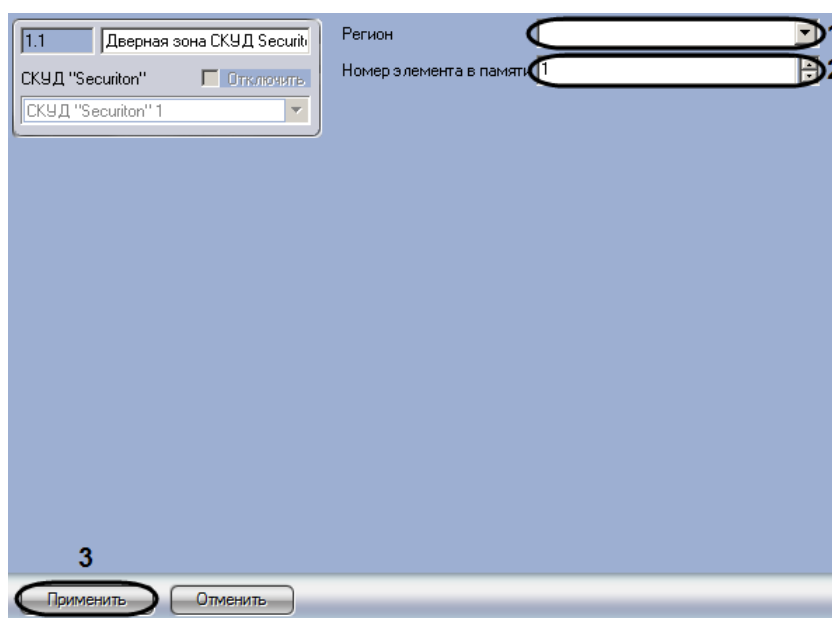 1.1 Дверная зона СКУД Securit
СКУД "Securiton" Отключить
СКУД "Securiton" 1
Регион 1
Номер элемента в памяти 1 2
3
Применить Отменить